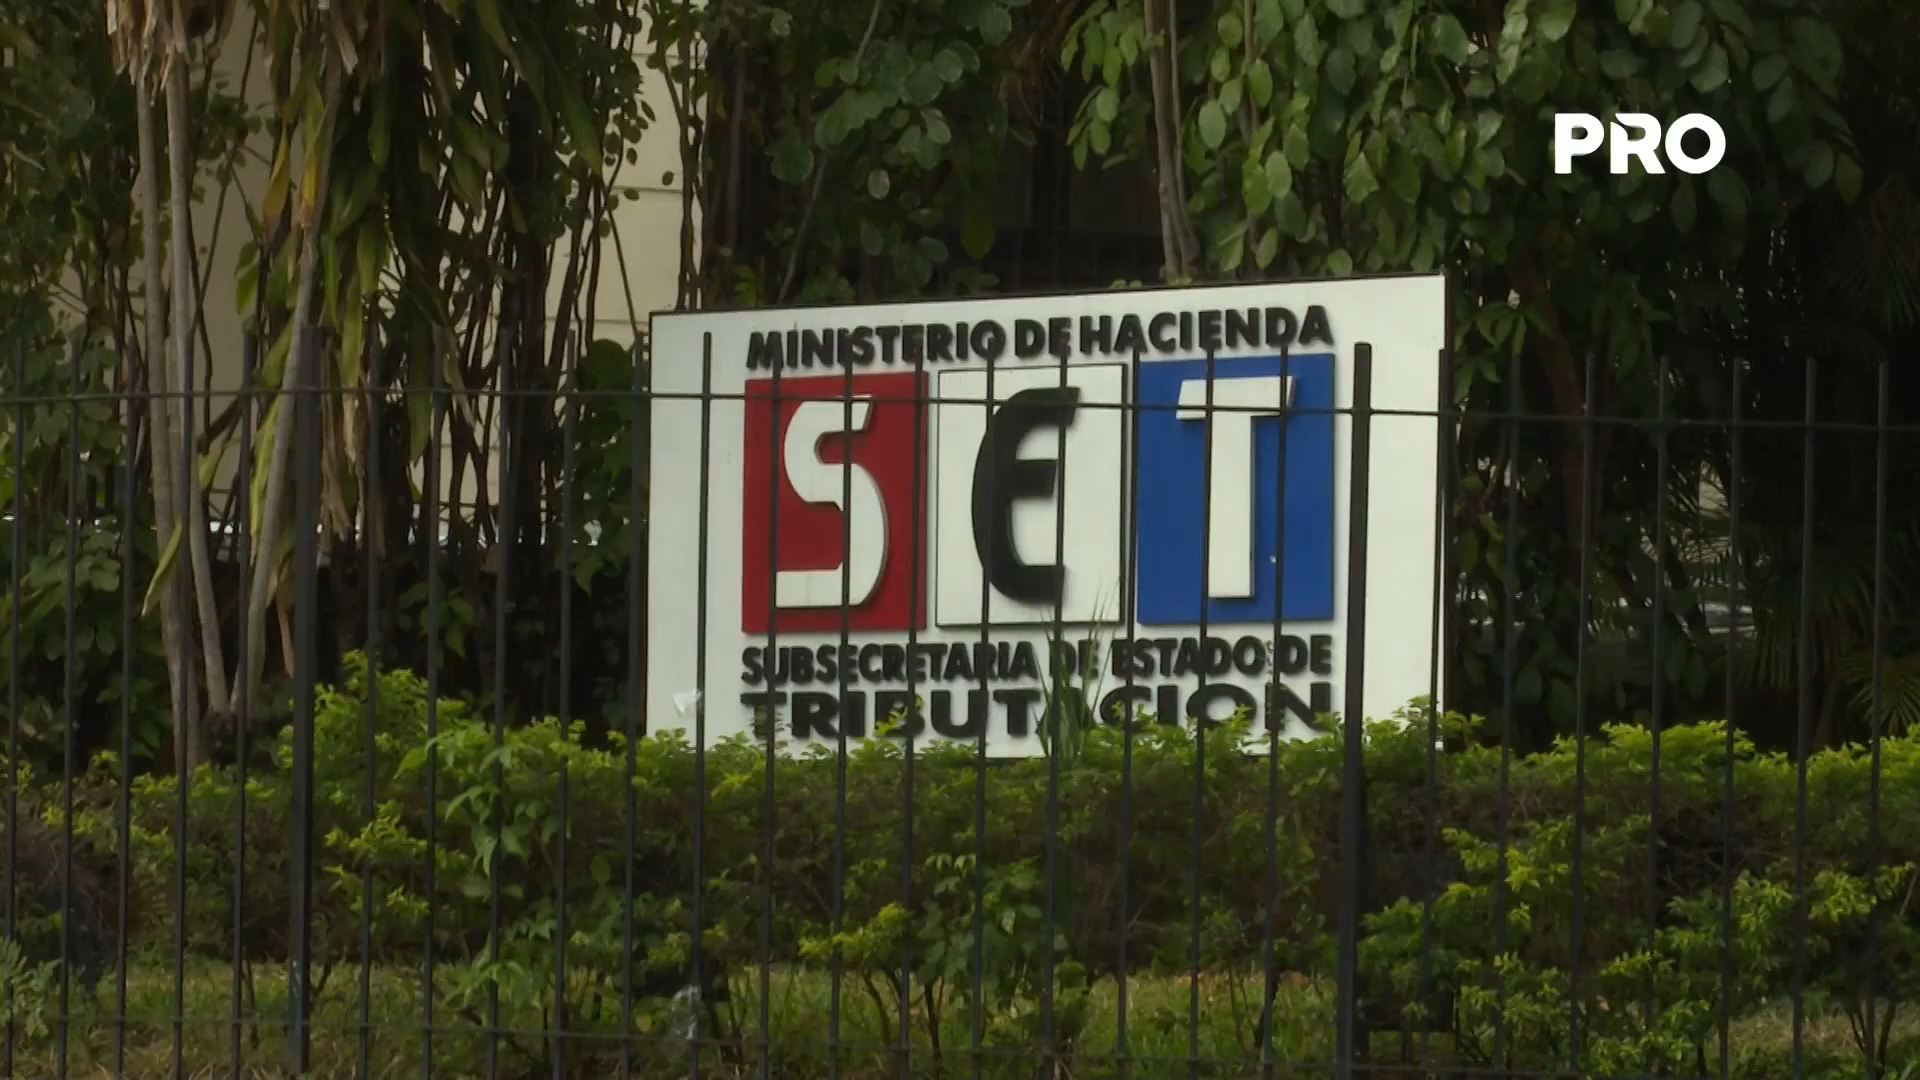 PRO
MINISTERIO DE HACIENDA
SET
SUBSECRETARIA DE ESTADO DE
TRIBUTACION